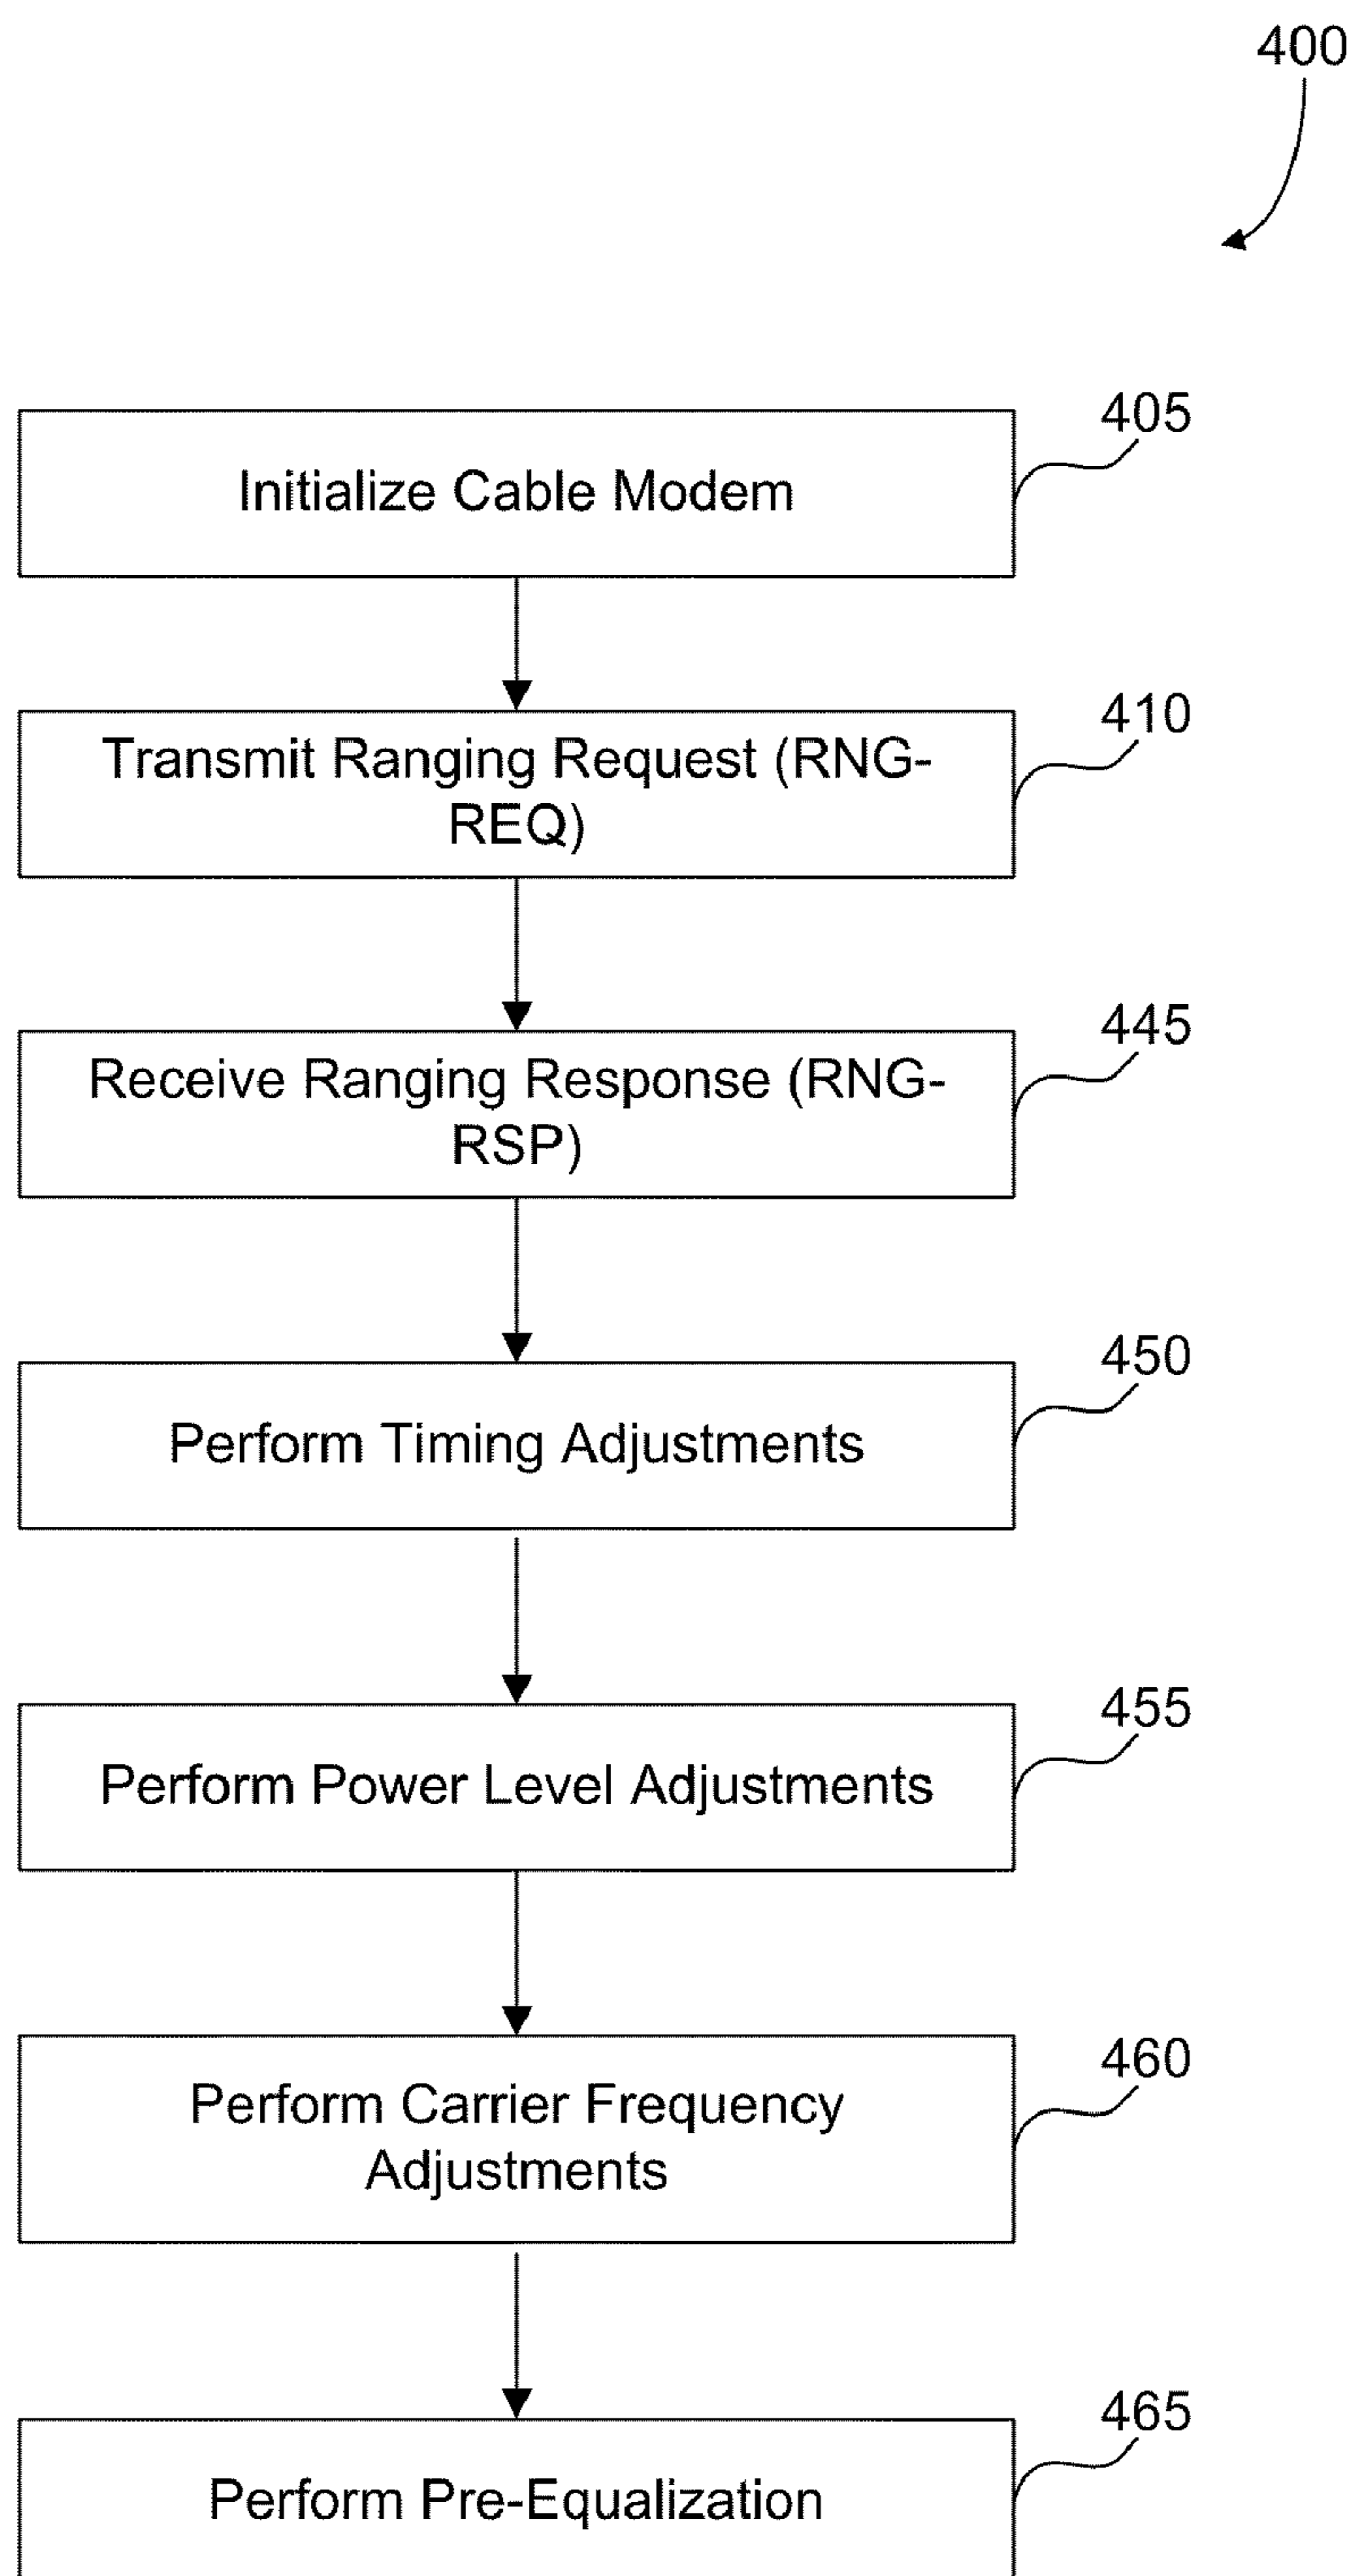 400
405
Initialize Cable Modem
410
Transmit Ranging Request (RNG-
REQ)
445
Receive Ranging Response (RNG-
RSP)
450
Perform Timing Adjustments
455
Perform Power Level Adjustments
460
Perform Carrier Frequency
Adjustments
465
Perform Pre-Equalization